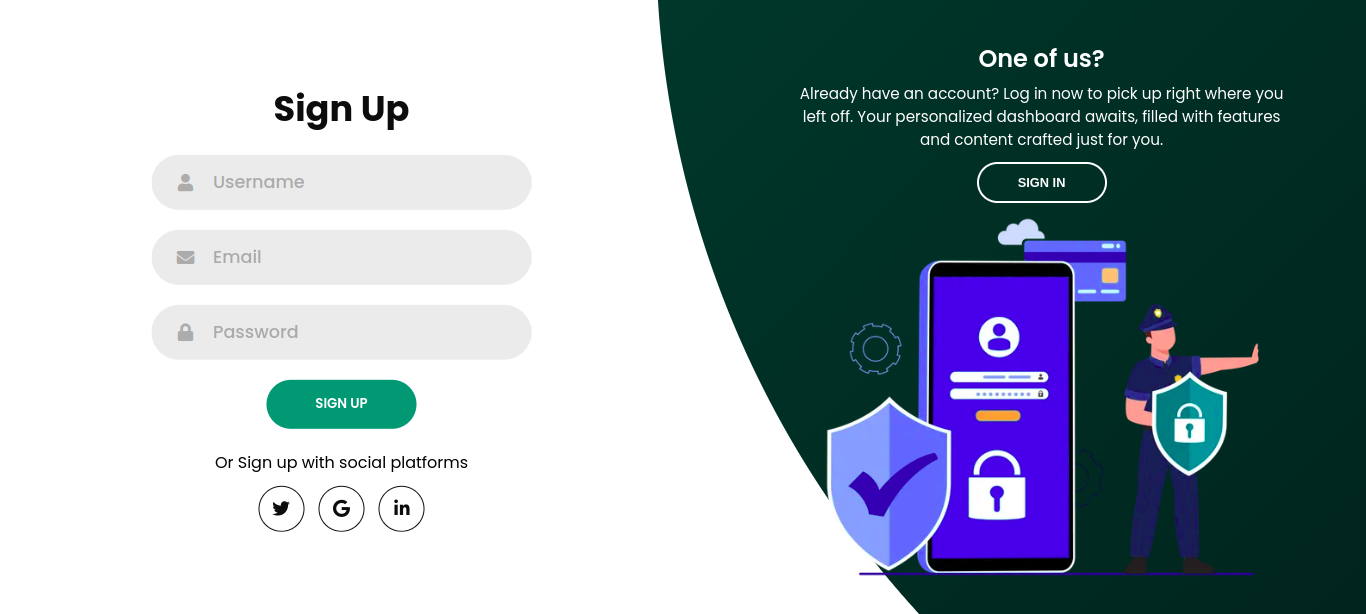 Sign Up
Username
Email
Password
SIGN UP
Or Sign up with social platforms
One of us?
Already have an account? Log in now to pick up right where you
left off. Your personalized dashboard awaits, filled with features
and content crafted just for you.
SIGN IN